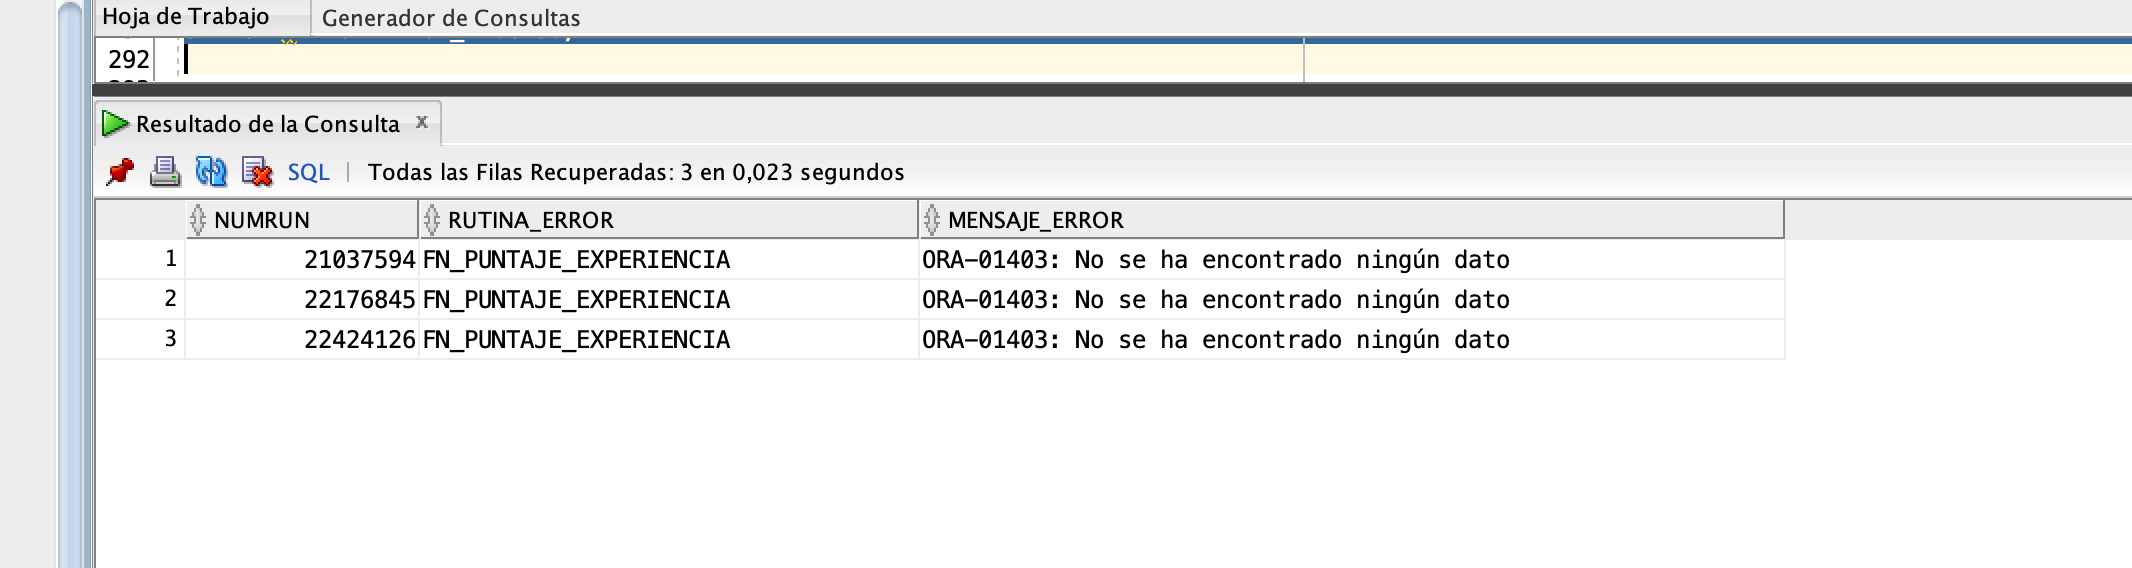 Hoja de Trabajo Generador de Consultas
292
Resultado de la Consulta x
SQL | Todas las Filas Recuperadas: 3 en 0,023 segundos
NUMRUN RUTINA_ERROR MENSAJE_ERROR
1 21037594 FN_PUNTAJE_EXPERIENCIA ORA-01403: No se ha encontrado ningún dato
2 22176845 FN_PUNTAJE_EXPERIENCIA ORA-01403: No se ha encontrado ningún dato
3 22424126 FN_PUNTAJE_EXPERIENCIA ORA-01403: No se ha encontrado ningún dato